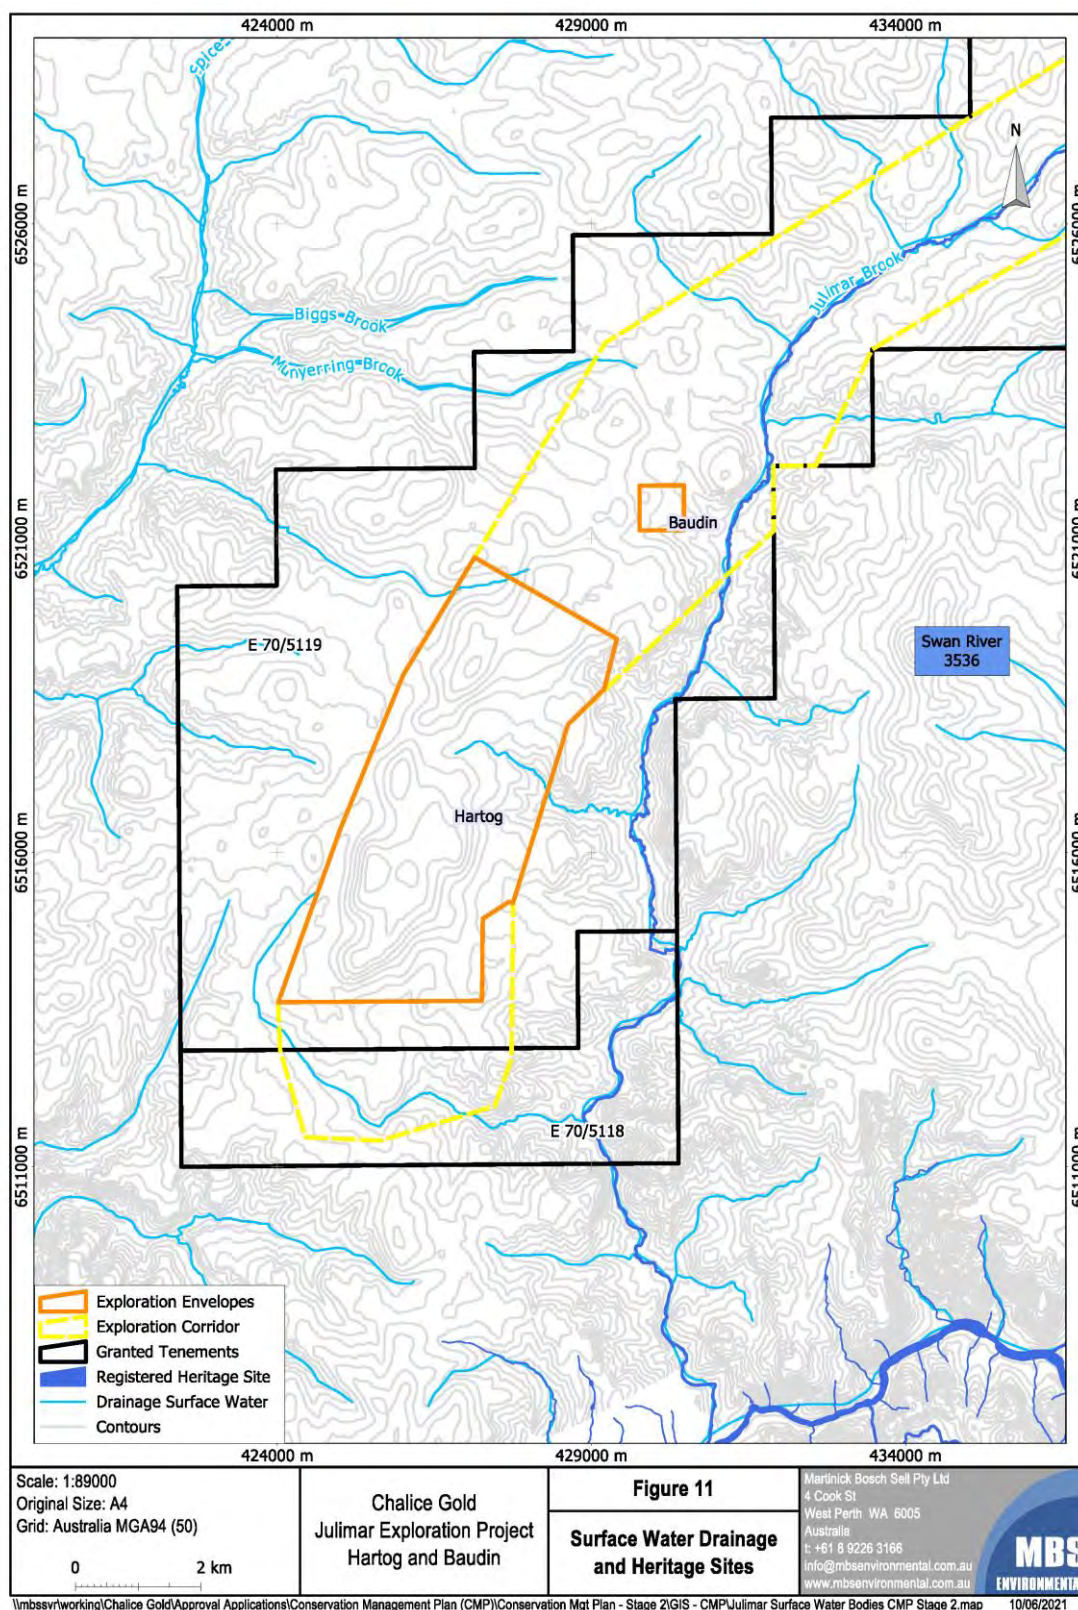 424000 m
429000 m
434000 m
Spice
N
6526000 m
6526000 m
Julimar Brook
Biggs Brook
Munyerring Brook
Baudin
6521000 m
6521000 m
E 70/5119
Swan River
3536
Hartog
6516000 m
6516000 m
E 70/5118
6511000 m
6511000 m
Exploration Envelopes
Exploration Corridor
Granted Tenements
Registered Heritage Site
Drainage Surface Water
Contours
424000 m
429000 m
434000 m
Scale: 1:89000
Original Size: A4
Grid: Australia MGA94 (50)
0 2 km
Chalice Gold
Julimar Exploration Project
Hartog and Baudin
Figure 11
Surface Water Drainage
and Heritage Sites
Martinick Bosch Sell Pty Ltd
4 Cook St
West Perth WA 6005
Australia
t: +61 8 9226 3166
info@mbsenvironmental.com.au
www.mbsenvironmental.com.au
MBS
ENVIRONMENTAL
\\mbssvr\working\Chalice Gold\Approval Applications\Conservation Management Plan (CMP)\Conservation Mgt Plan - Stage 2\GIS - CMP\Julimar Surface Water Bodies CMP Stage 2.map 10/06/2021